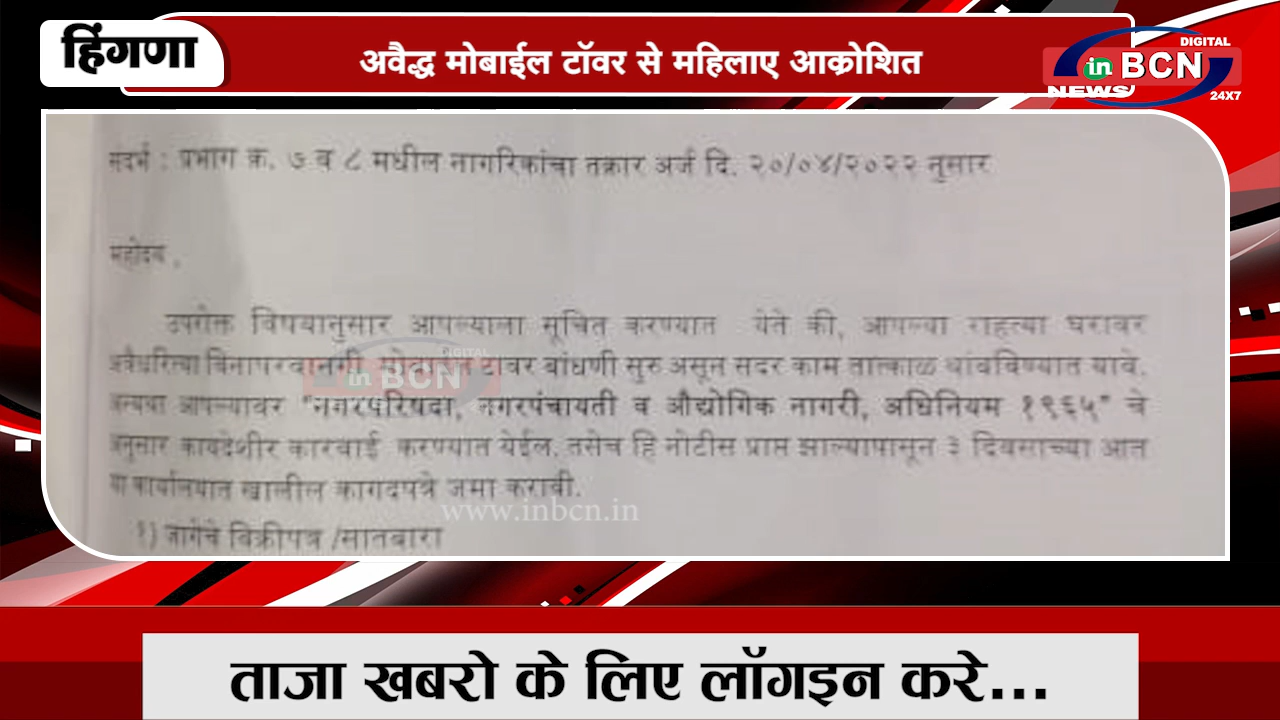 हिंगणा
अवैद्ध मोबाईल टॉवर से महिलाए आक्रोशित
DIGITAL
in BCN
NEWS
24X7
संदर्भ : प्रभाग क्र. ७ व ८ मधील नागरिकांचा तक्रार अर्ज दि. २०/०४/२०२२ नुसार
महोदय ,
उपरोक्त विषयानुसार आपल्याला सूचित करण्यात येते की, आपल्या राहत्या घरावर
अवैधरित्या बिनापरवानगी मोबाईल टावर बांधणी सुरु असून सदर काम तात्काळ थांबविण्यात यावे.
अन्यथा आपल्यावर "नगरपरिषदा, नगरपंचायती व औद्योगिक नागरी, अधिनियम १९६५" चे
अनुसार कायदेशीर कारवाई करण्यात येईल. तसेच हि नोटीस प्राप्त झाल्यापासून ३ दिवसाच्या आत
या कार्यालयात खालील कागदपत्रे जमा करावी.
१) जागेचे विक्रीपत्र /सातबारा
DIGITAL
in BCN
www.inbcn.in
ताजा खबरो के लिए लॉगइन करे...